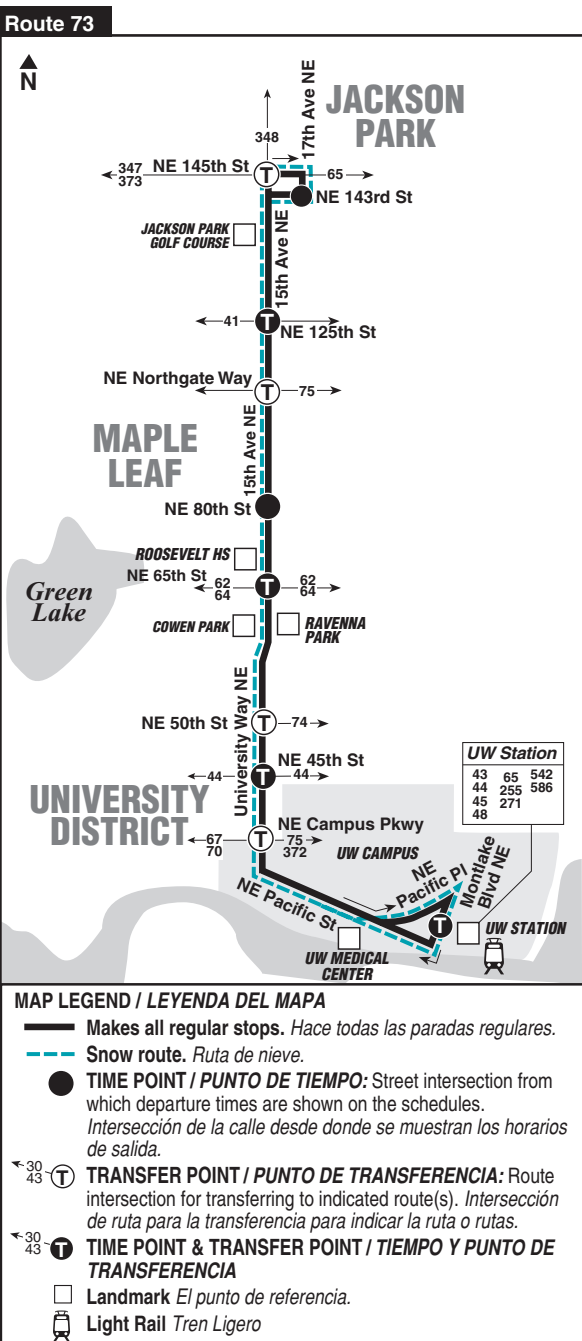 Route 73
N
JACKSON
PARK
17th Ave NE
348
347
373
NE 145th St
T
65
NE 143rd St
JACKSON PARK
GOLF COURSE
15th Ave NE
41
T
NE 125th St
NE Northgate Way
T
75
MAPLE
LEAF
15th Ave NE
NE 80th St
ROOSEVELT HS
NE 65th St
62
64
T
62
64
Green
Lake
COWEN PARK
RAVENNA
PARK
University Way NE
NE 50th St
T
74
NE 45th St
44
T
44
UNIVERSITY
DISTRICT
NE Campus Pkwy
67
70
T
75
372
UW CAMPUS
UW Station
43 65 542
44 255 586
45 271
48
NE
Pacific Pl
Montlake
Blvd NE
NE Pacific St
T
UW STATION
UW MEDICAL
CENTER
MAP LEGEND / LEYENDA DEL MAPA
Makes all regular stops. Hace todas las paradas regulares.
Snow route. Ruta de nieve.
TIME POINT / PUNTO DE TIEMPO: Street intersection from
which departure times are shown on the schedules.
Intersección de la calle desde donde se muestran los horarios
de salida.
30
43 T TRANSFER POINT / PUNTO DE TRANSFERENCIA: Route
intersection for transferring to indicated route(s). Intersección
de ruta para la transferencia para indicar la ruta o rutas.
30
43 T TIME POINT & TRANSFER POINT / TIEMPO Y PUNTO DE
TRANSFERENCIA
Landmark El punto de referencia.
Light Rail Tren Ligero